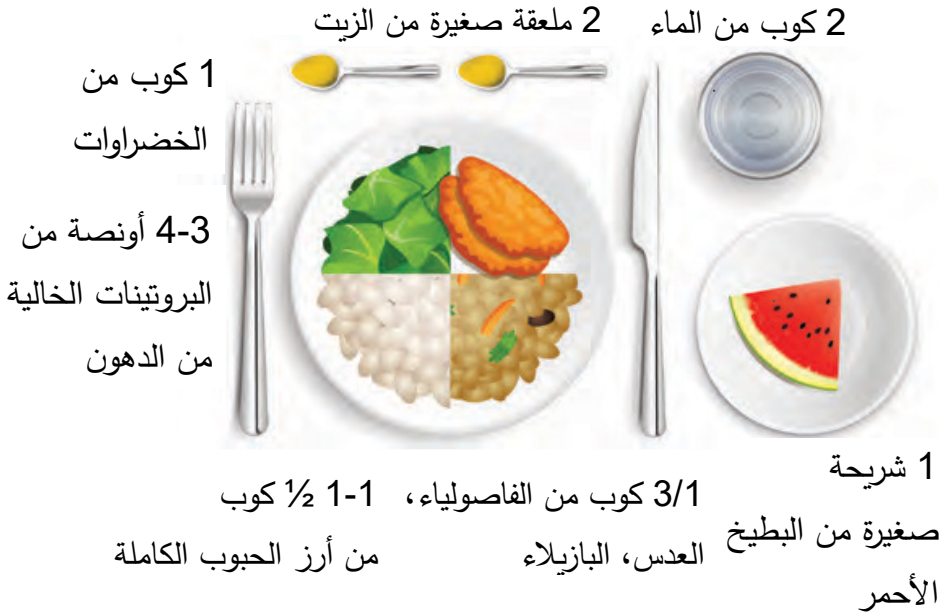 2 كوب من الماء
2 ملعقة صغيرة من الزيت
1 كوب من
الخضراوات
4-3 أونصة من
البروتينات الخالية
من الدهون
1 شريحة
صغيرة من البطيخ
الأحمر
3/1 كوب من الفاصولياء،
العدس، البازيلاء
1-1 ½ كوب
من أرز الحبوب الكاملة